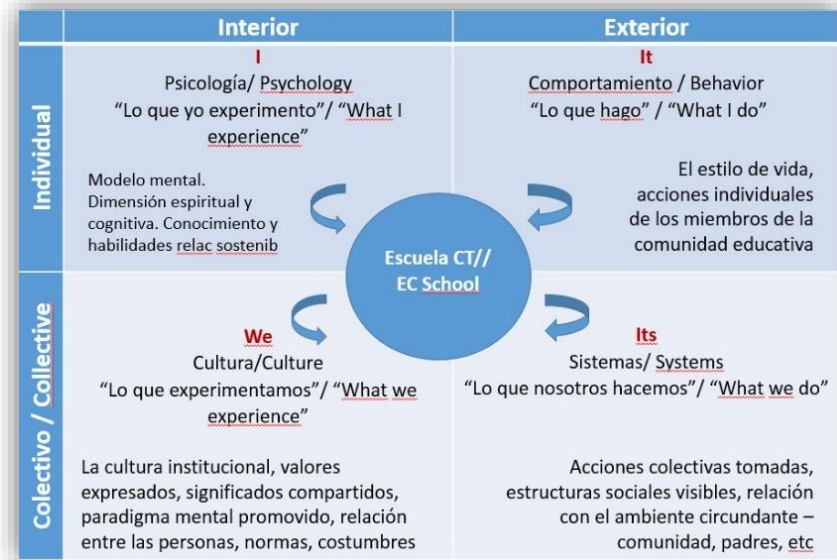 Interior
Exterior
Individual
I
Psicología/ Psychology
“Lo que yo experimento”/ “What I
experience”
Modelo mental.
Dimensión espiritual y
cognitiva. Conocimiento y
habilidades relac sostenib
It
Comportamiento / Behavior
“Lo que hago” / “What I do”
El estilo de vida,
acciones individuales
de los miembros de la
comunidad educativa
Escuela CT//
EC School
Colectivo / Collective
We
Cultura/Culture
“Lo que experimentamos”/ “What we
experience”
La cultura institucional, valores
expresados, significados compartidos,
paradigma mental promovido, relación
entre las personas, normas, costumbres
Its
Sistemas/ Systems
“Lo que nosotros hacemos”/ “What we do”
Acciones colectivas tomadas,
estructuras sociales visibles, relación
con el ambiente circundante –
comunidad, padres, etc